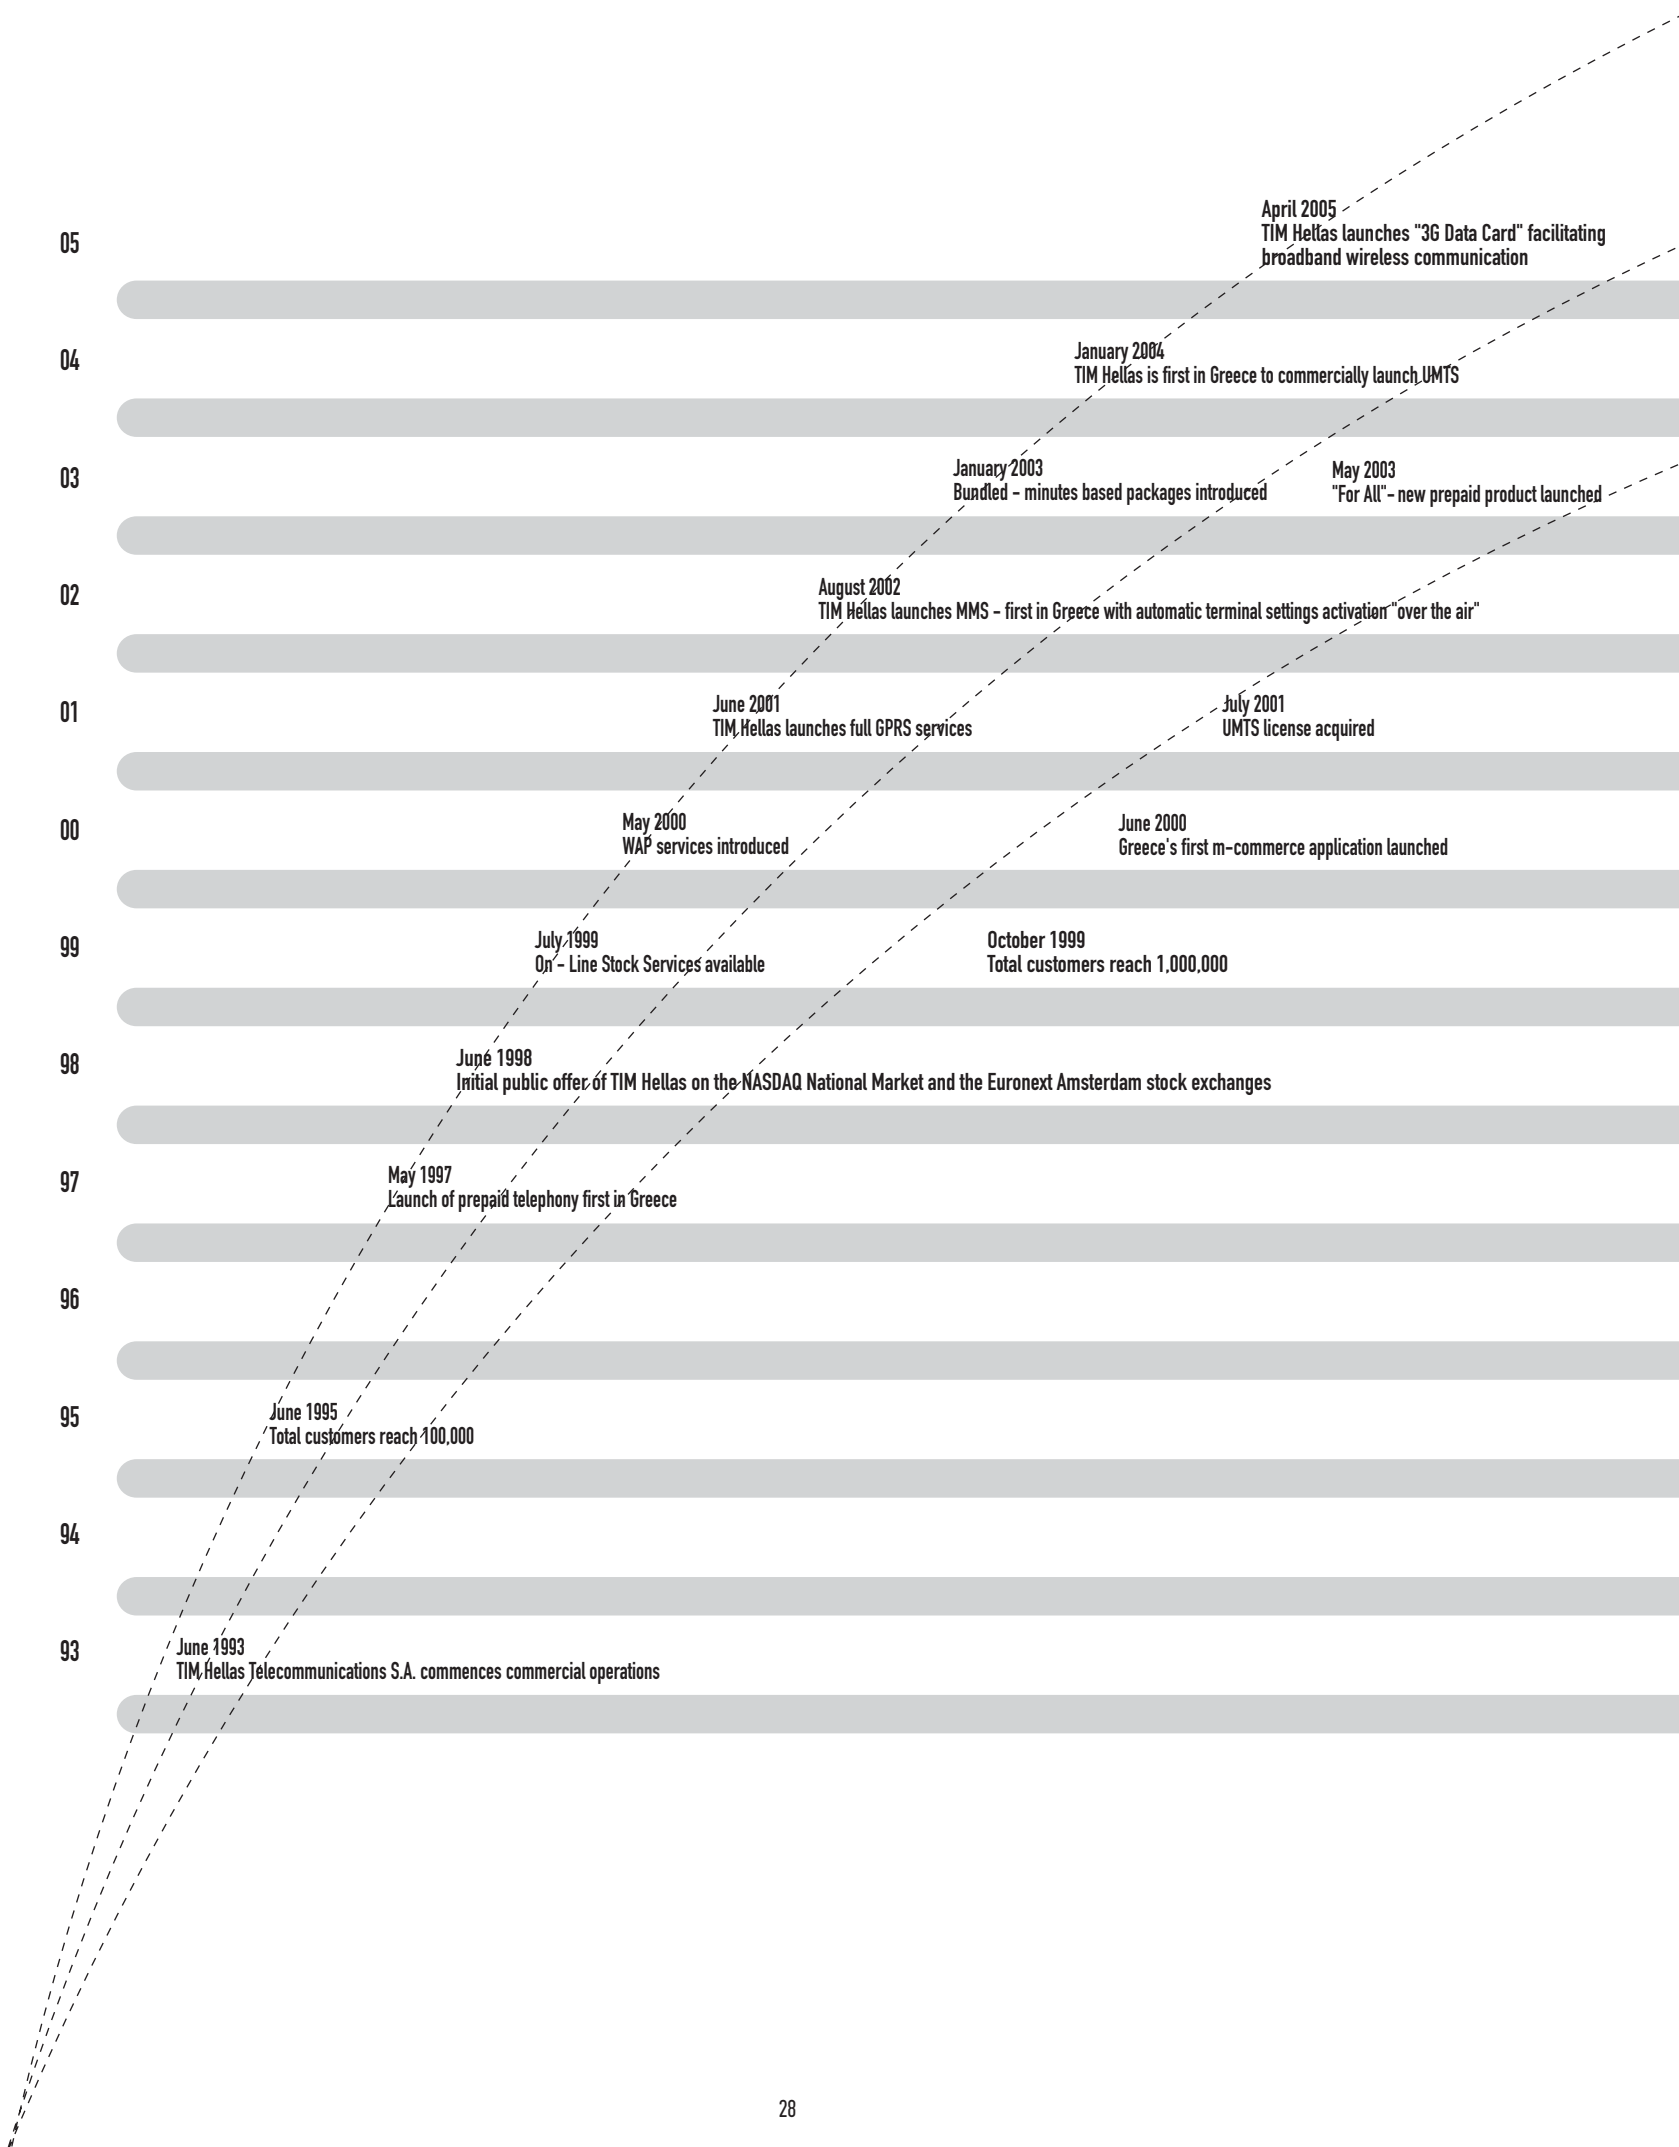 April 2005
05
TIM Hellas launches "3G Data Card" facilitating
broadband wireless communication
04
January 2004
TIM Hellas is first in Greece to commercially launch UMTS
03
January 2003
Bundled - minutes based packages introduced
May 2003
"For All"- new prepaid product launched
02
August 2002
TIM Hellas launches MMS - first in Greece with automatic terminal settings activation "over the air"
01
June 2001
TIM Hellas launches full GPRS services
July 2001
UMTS license acquired
00
May 2000
WAP services introduced
June 2000
Greece's first m-commerce application launched
99
July 1999
On - Line Stock Services available
October 1999
Total customers reach 1,000,000
98
June 1998
Initial public offer of TIM Hellas on the NASDAQ National Market and the Euronext Amsterdam stock exchanges
97
May 1997
Launch of prepaid telephony first in Greece
96
95
June 1995
Total customers reach 100,000
94
93
June 1993
TIM Hellas Telecommunications S.A. commences commercial operations
28